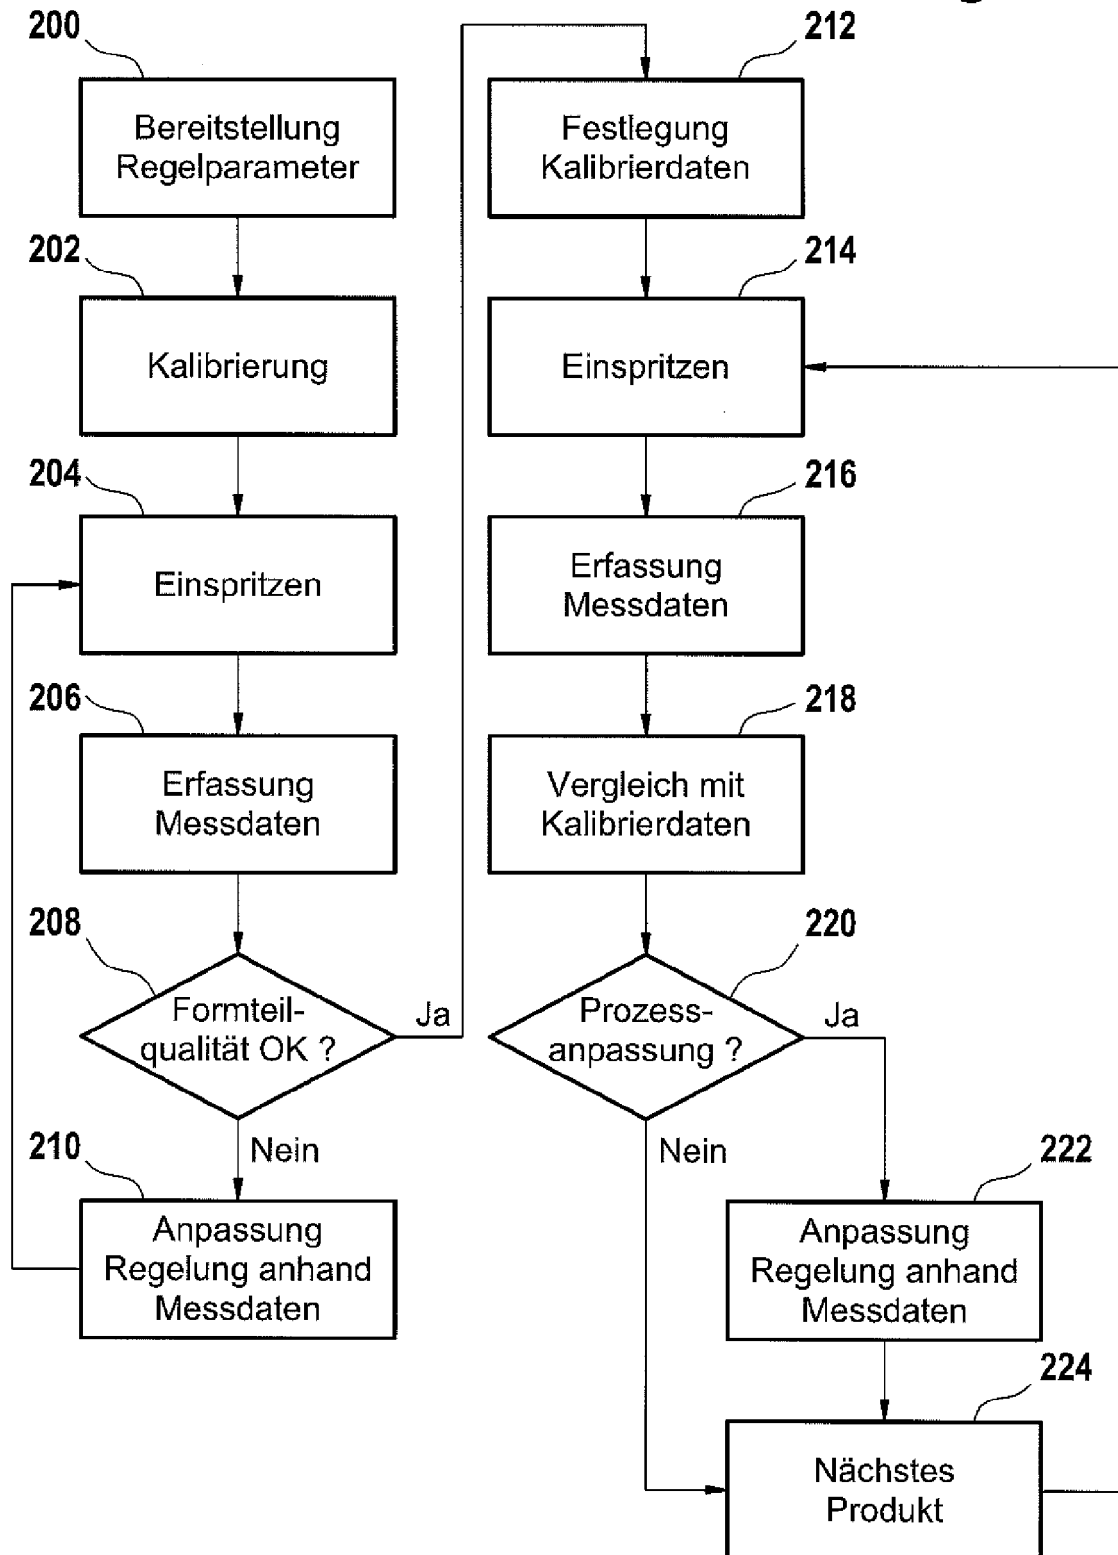 200
Bereitstellung
Regelparameter
202
Kalibrierung
204
Einspritzen
206
Erfassung
Messdaten
208
Formteil-
qualität OK ?
Ja
Nein
210
Anpassung
Regelung anhand
Messdaten
212
Festlegung
Kalibrierdaten
214
Einspritzen
216
Erfassung
Messdaten
218
Vergleich mit
Kalibrierdaten
220
Prozess-
anpassung ?
Ja
Nein
222
Anpassung
Regelung anhand
Messdaten
224
Nächstes
Produkt